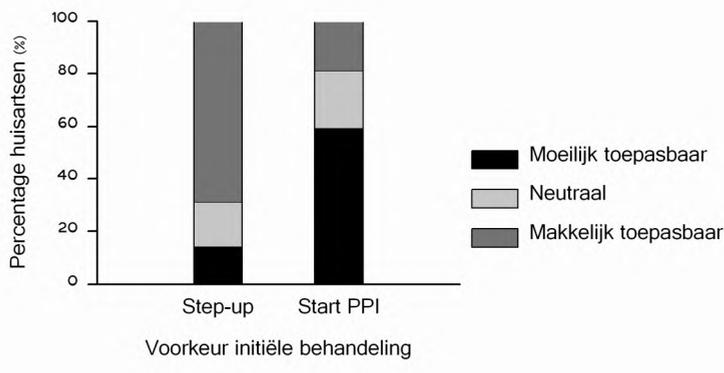 100
80
60
40
20
0
Percentage huisartsen (%)
Step-up
Start PPI
Voorkeur initiële behandeling
Moeilijk toepasbaar
Neutraal
Makkelijk toepasbaar